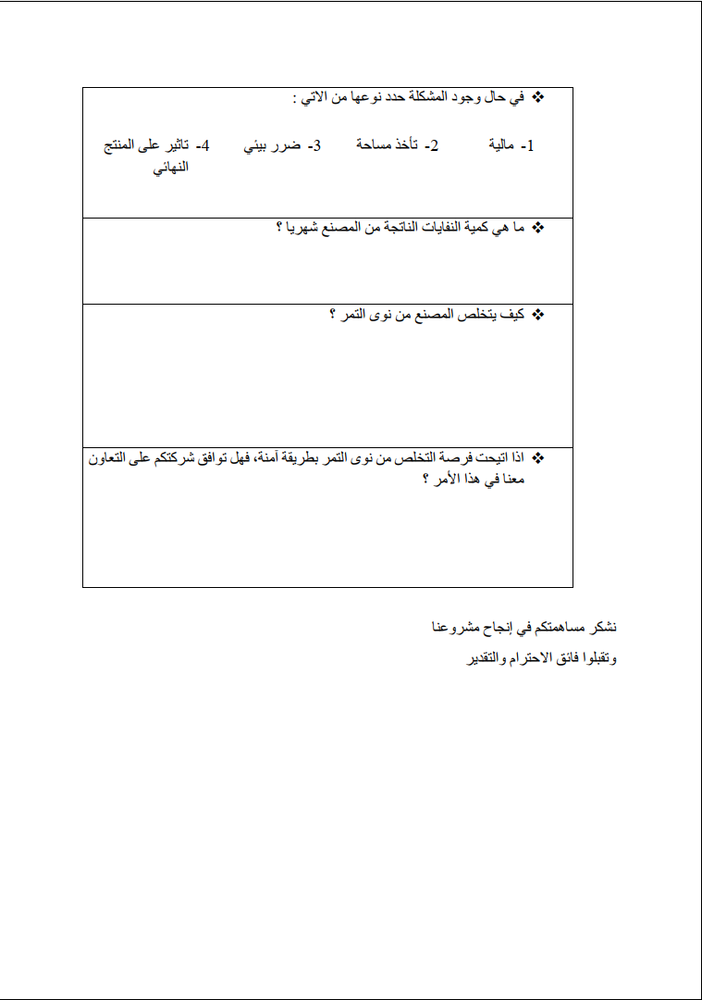 ❖ في حال وجود المشكلة حدد نوعها من الاتي :
1- مالية 2- تأخذ مساحة 3- ضرر بيئي 4- تاثير على المنتج
النهائي
❖ ما هي كمية النفايات الناتجة من المصنع شهريا ؟
❖ كيف يتخلص المصنع من نوى التمر ؟
❖ اذا اتيحت فرصة التخلص من نوى التمر بطريقة آمنة، فهل توافق شركتكم على التعاون
معنا في هذا الأمر ؟
نشكر مساهمتكم في إنجاح مشروعنا
وتقبلوا فائق الاحترام والتقدير